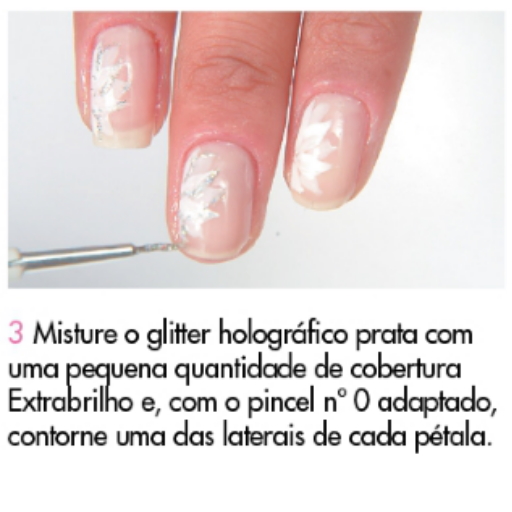 3 Misture o glitter holográfico prata com
uma pequena quantidade de cobertura
Extrabrilho e, com o pincel nº 0 adaptado,
contorne uma das laterais de cada pétala.